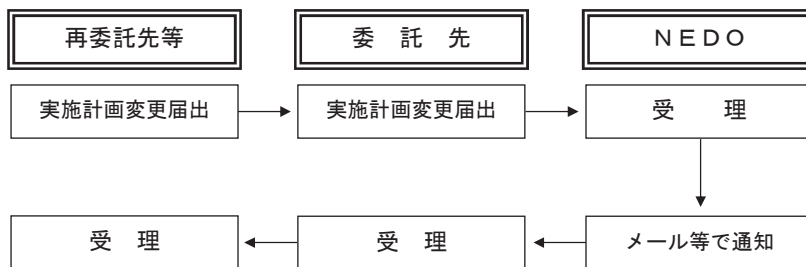 再委託先等
委　託　先
ＮＥＤＯ
実施計画変更届出
実施計画変更届出
受　　理
受　理
受　理
メール等で通知